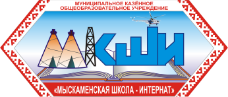 МУНИЦИПАЛЬНОЕ КАЗЁННОЕ
ОБЩЕОБРАЗОВАТЕЛЬНОЕ УЧРЕЖДЕНИЕ
МКШИ
«МЫСКАМЕНСКАЯ ШКОЛА - ИНТЕРНАТ»